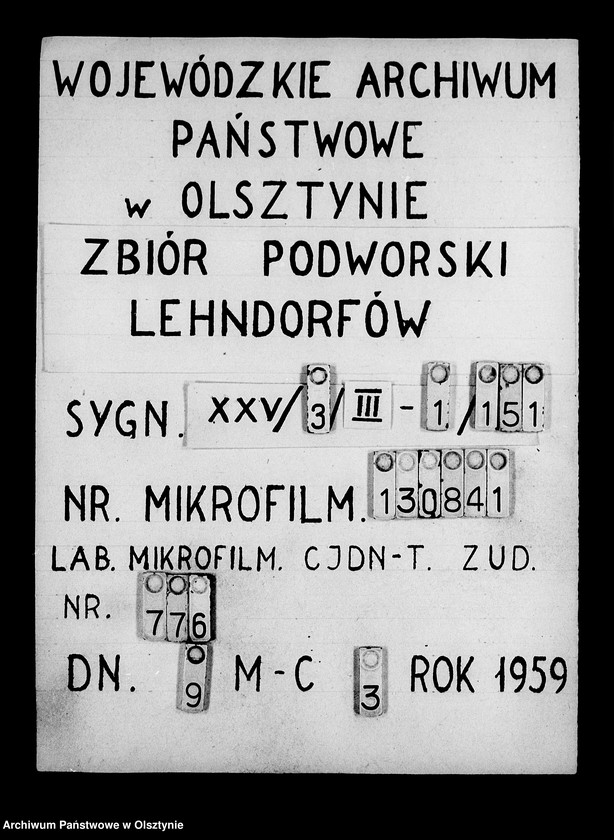 WOJEWÓDZKIE ARCHIWUM
PAŃSTWOWE
w OLSZTYNIE
ZBIÓR PODWORSKI
LEHNDORFÓW
SYGN. XXV/3/III-1/151
NR. MIKROFILM. 130841
LAB. MIKROFILM. CJDN-T. ZUD.
NR. 776
DN. 9 M-C 3 ROK 1959
Archiwum Państwowe w Olsztynie